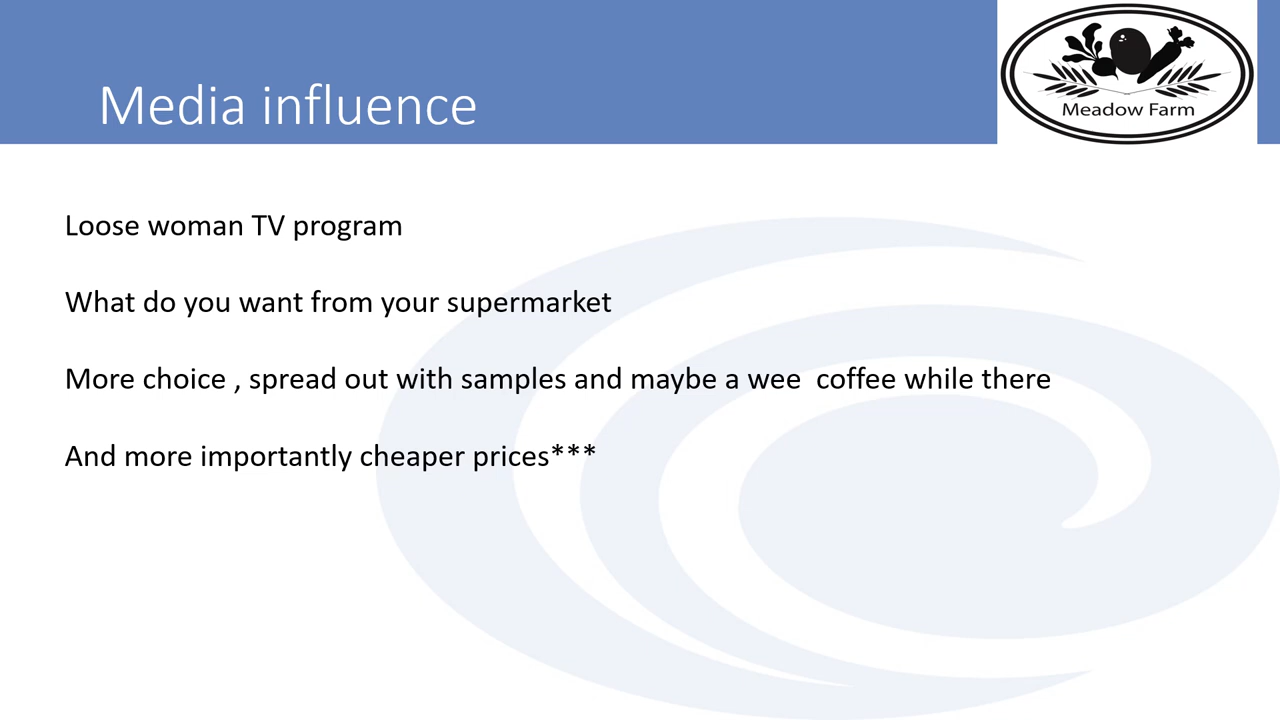 Media influence
Meadow Farm
Loose woman TV program
What do you want from your supermarket
More choice , spread out with samples and maybe a wee  coffee while there
And more importantly cheaper prices***